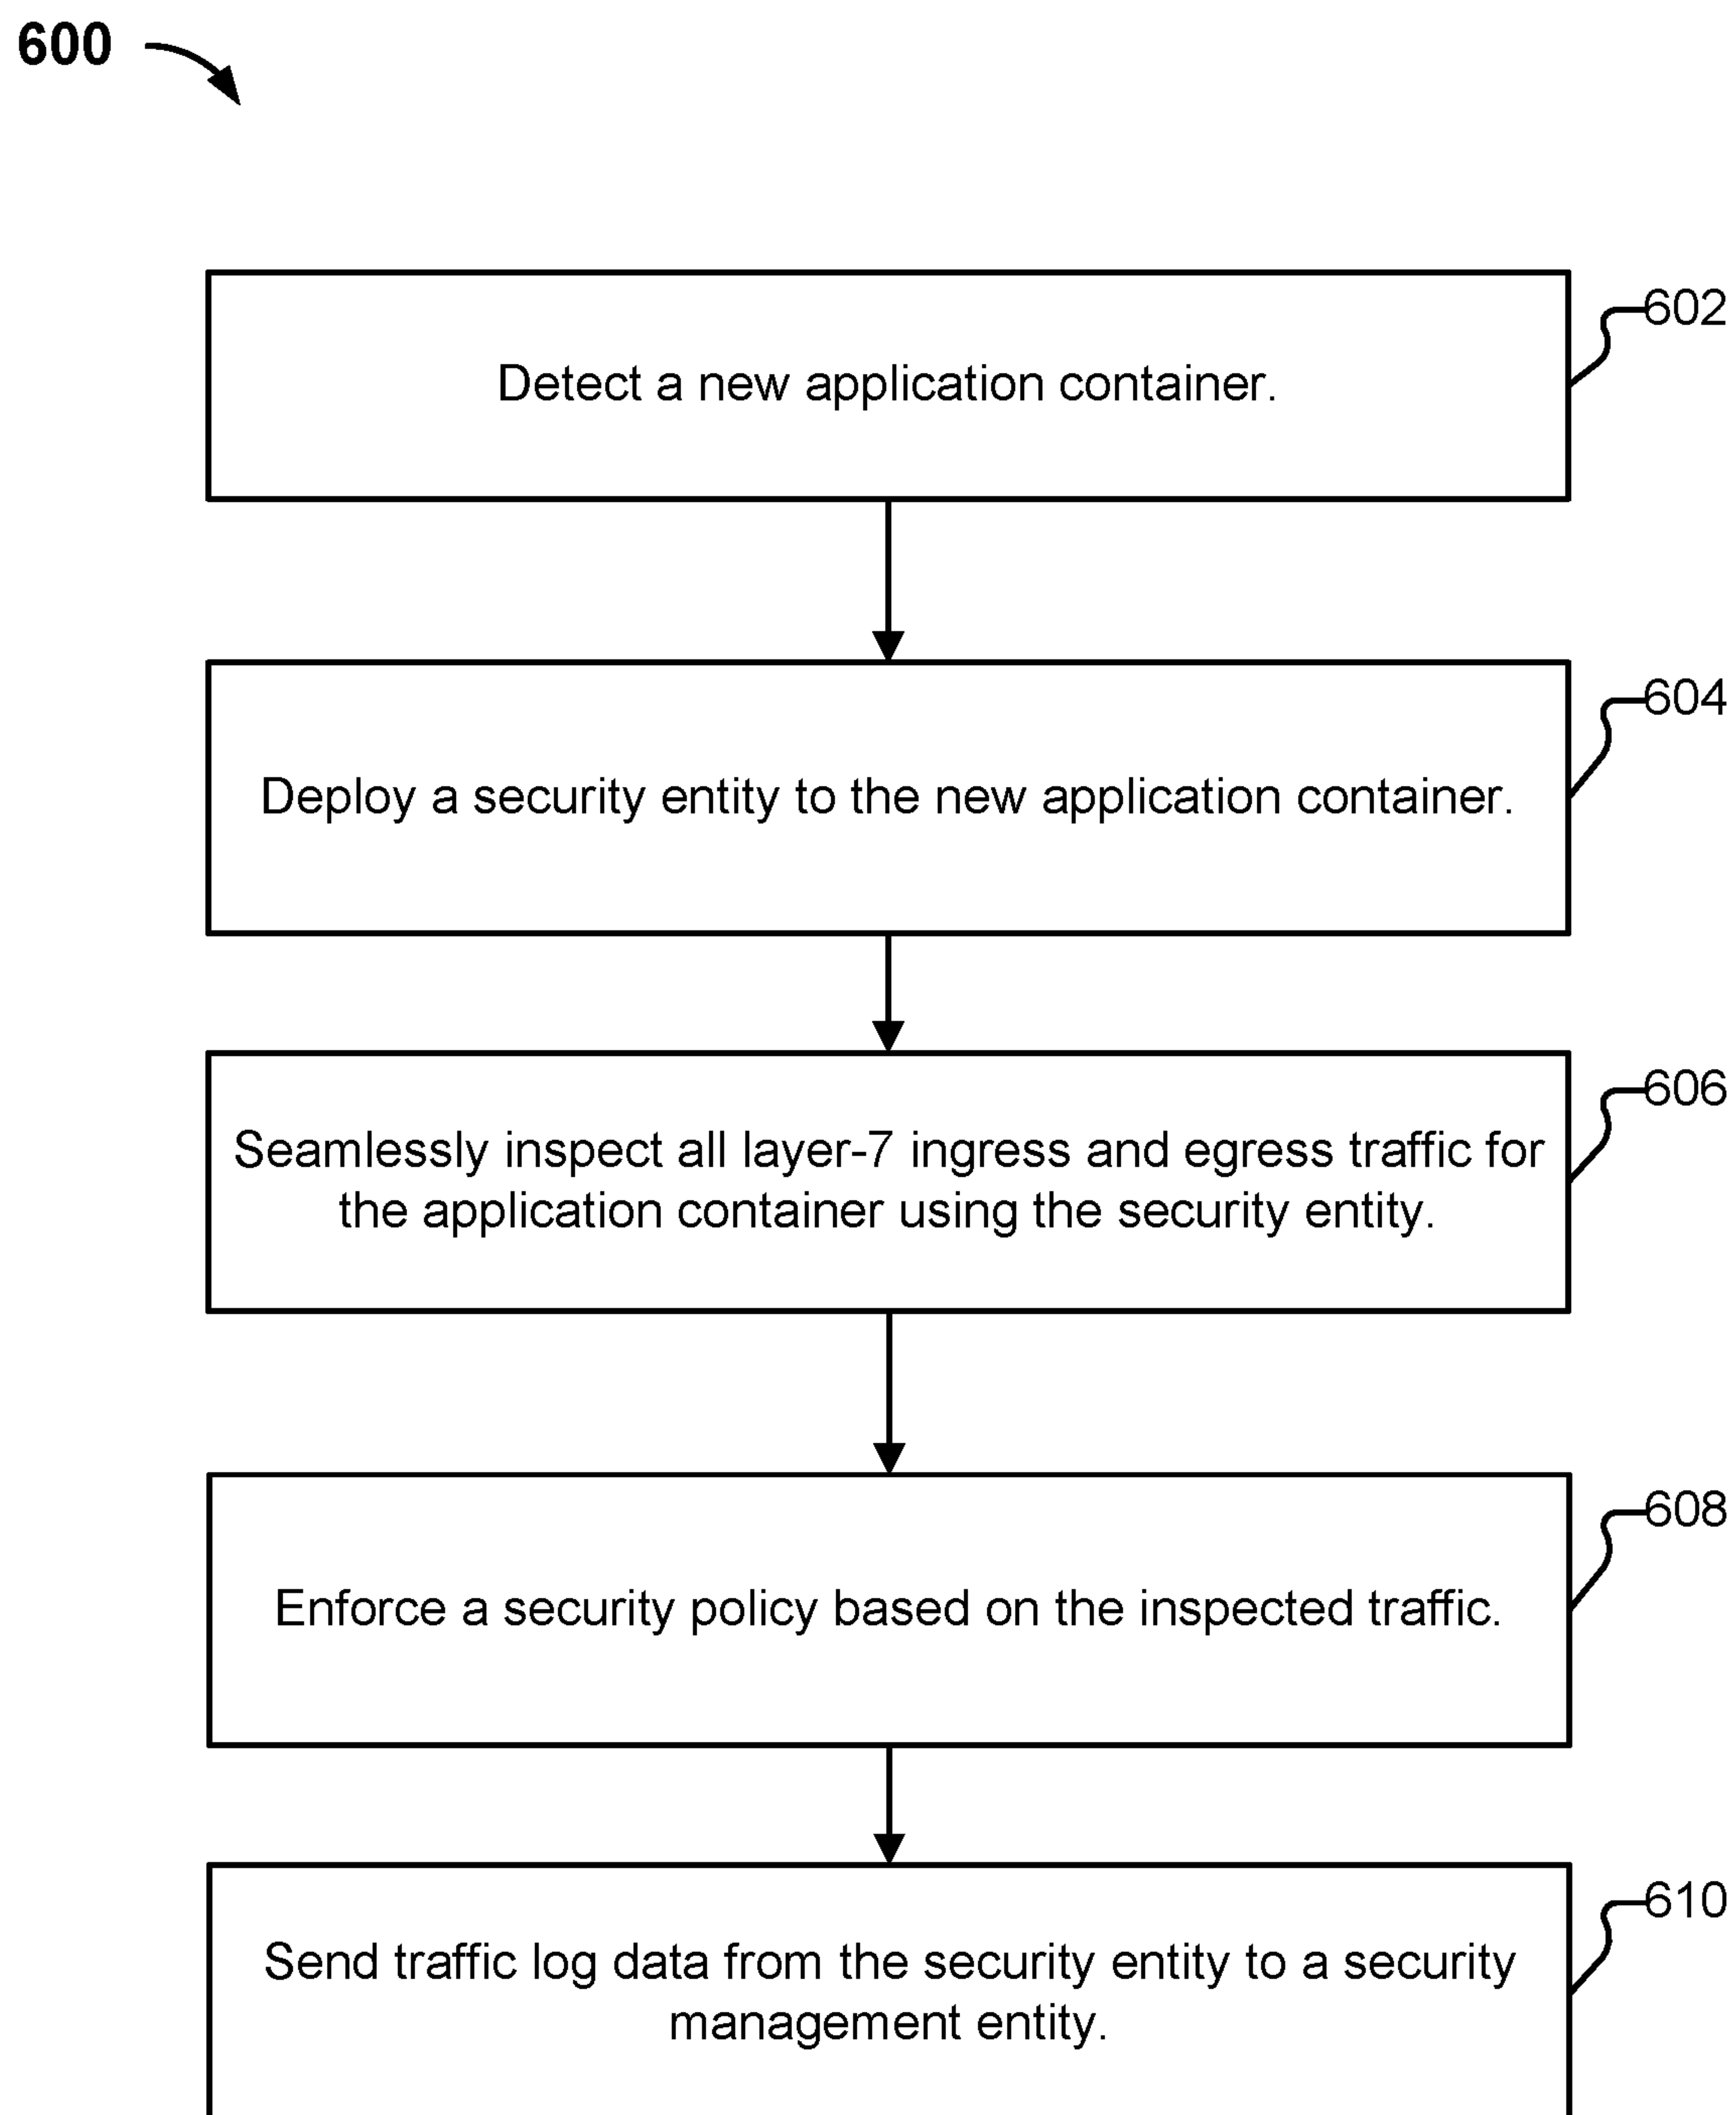 600
602
Detect a new application container.
604
Deploy a security entity to the new application container.
606
Seamlessly inspect all layer-7 ingress and egress traffic for
the application container using the security entity.
608
Enforce a security policy based on the inspected traffic.
610
Send traffic log data from the security entity to a security
management entity.